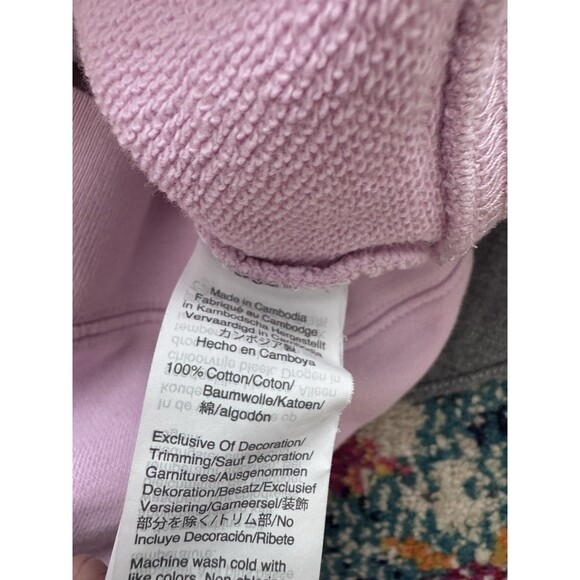 Made in Cambodia
Fabriqué au Cambodge
in Kambodscha Hergestellt
Vervaardigd in
カンボジア製
Hecho en Camboya
100% Cotton/Coton/
Baumwolle/Katoen/
綿/algodón
Exclusive Of Decoration/
Trimming/Sauf Décoration/
Garnitures/Ausgenommen
Dekoration/Besatz/Exclusief
Versiering/Garneersel/装飾
部分を除く/トリム部/No
Incluye Decoración/Ribete
Machine wash cold with
like colors. Non-chlorine